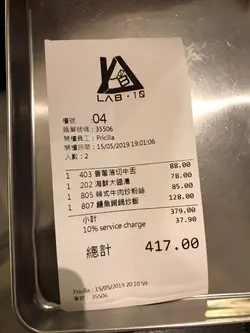 LAB·10
檯號 :04
賬單號碼:35506
開檯員工:Pricilla
開檯時間:15/05/2019 19:01:06
人數:2
1 403 香蔥薄切牛舌 88.00
1 202 海鮮大醬湯 78.00
1 805 韓式牛肉炒粉絲 85.00
1 807 鰻魚鍋鍋炒飯 128.00
小計 379.00
10% service charge 37.90
總計 417.00
Pricilla : 15/05/2019 20:10:59
單號: 35506